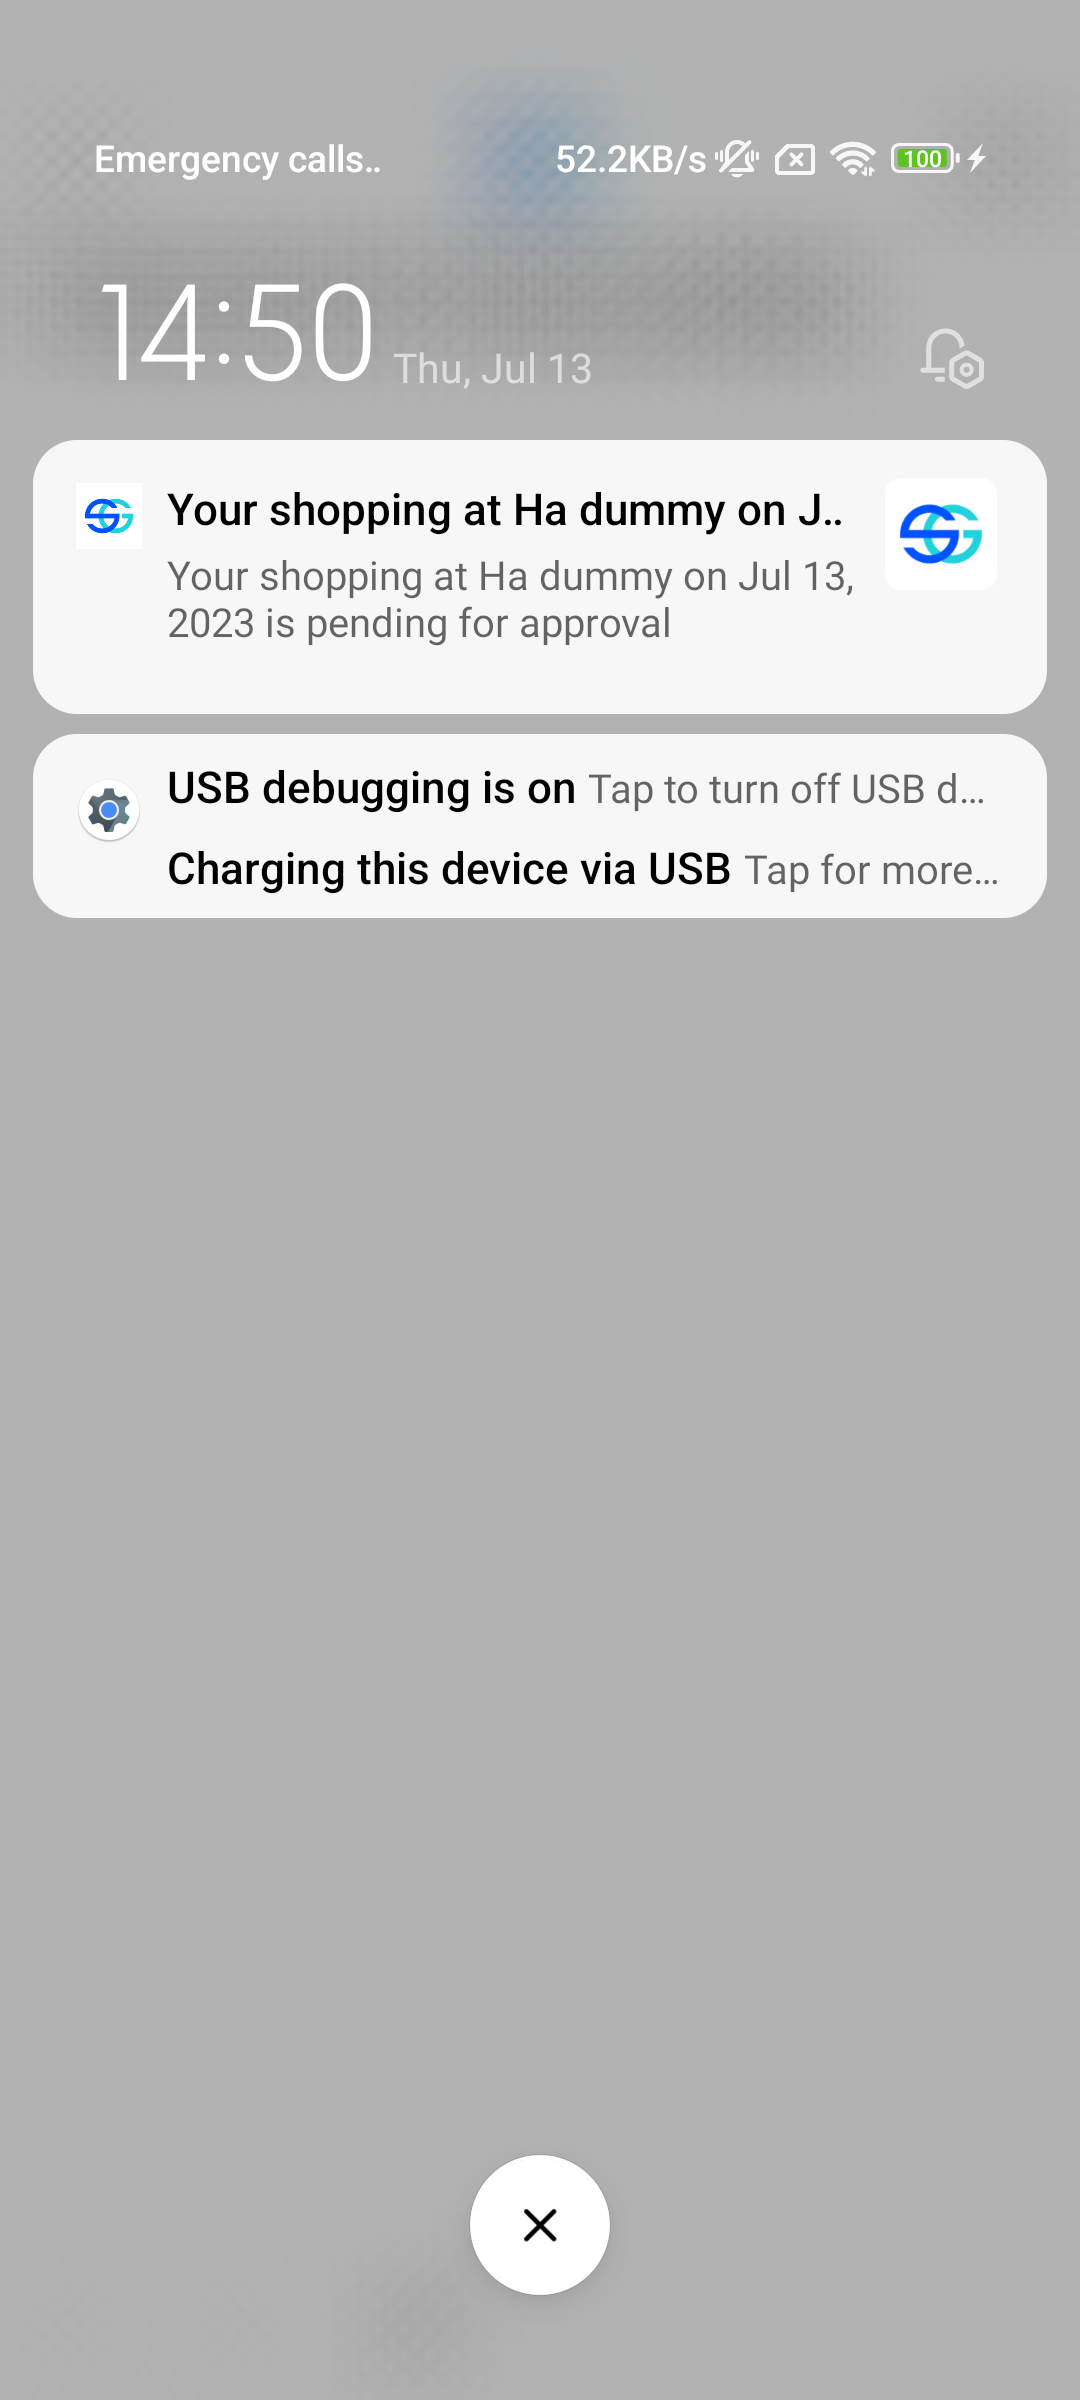 Emergency calls..
52.2KB/s
100
14:50
Thu, Jul 13
Your shopping at Ha dummy on J..
Your shopping at Ha dummy on Jul 13,
2023 is pending for approval
USB debugging is on Tap to turn off USB d...
Charging this device via USB Tap for more...